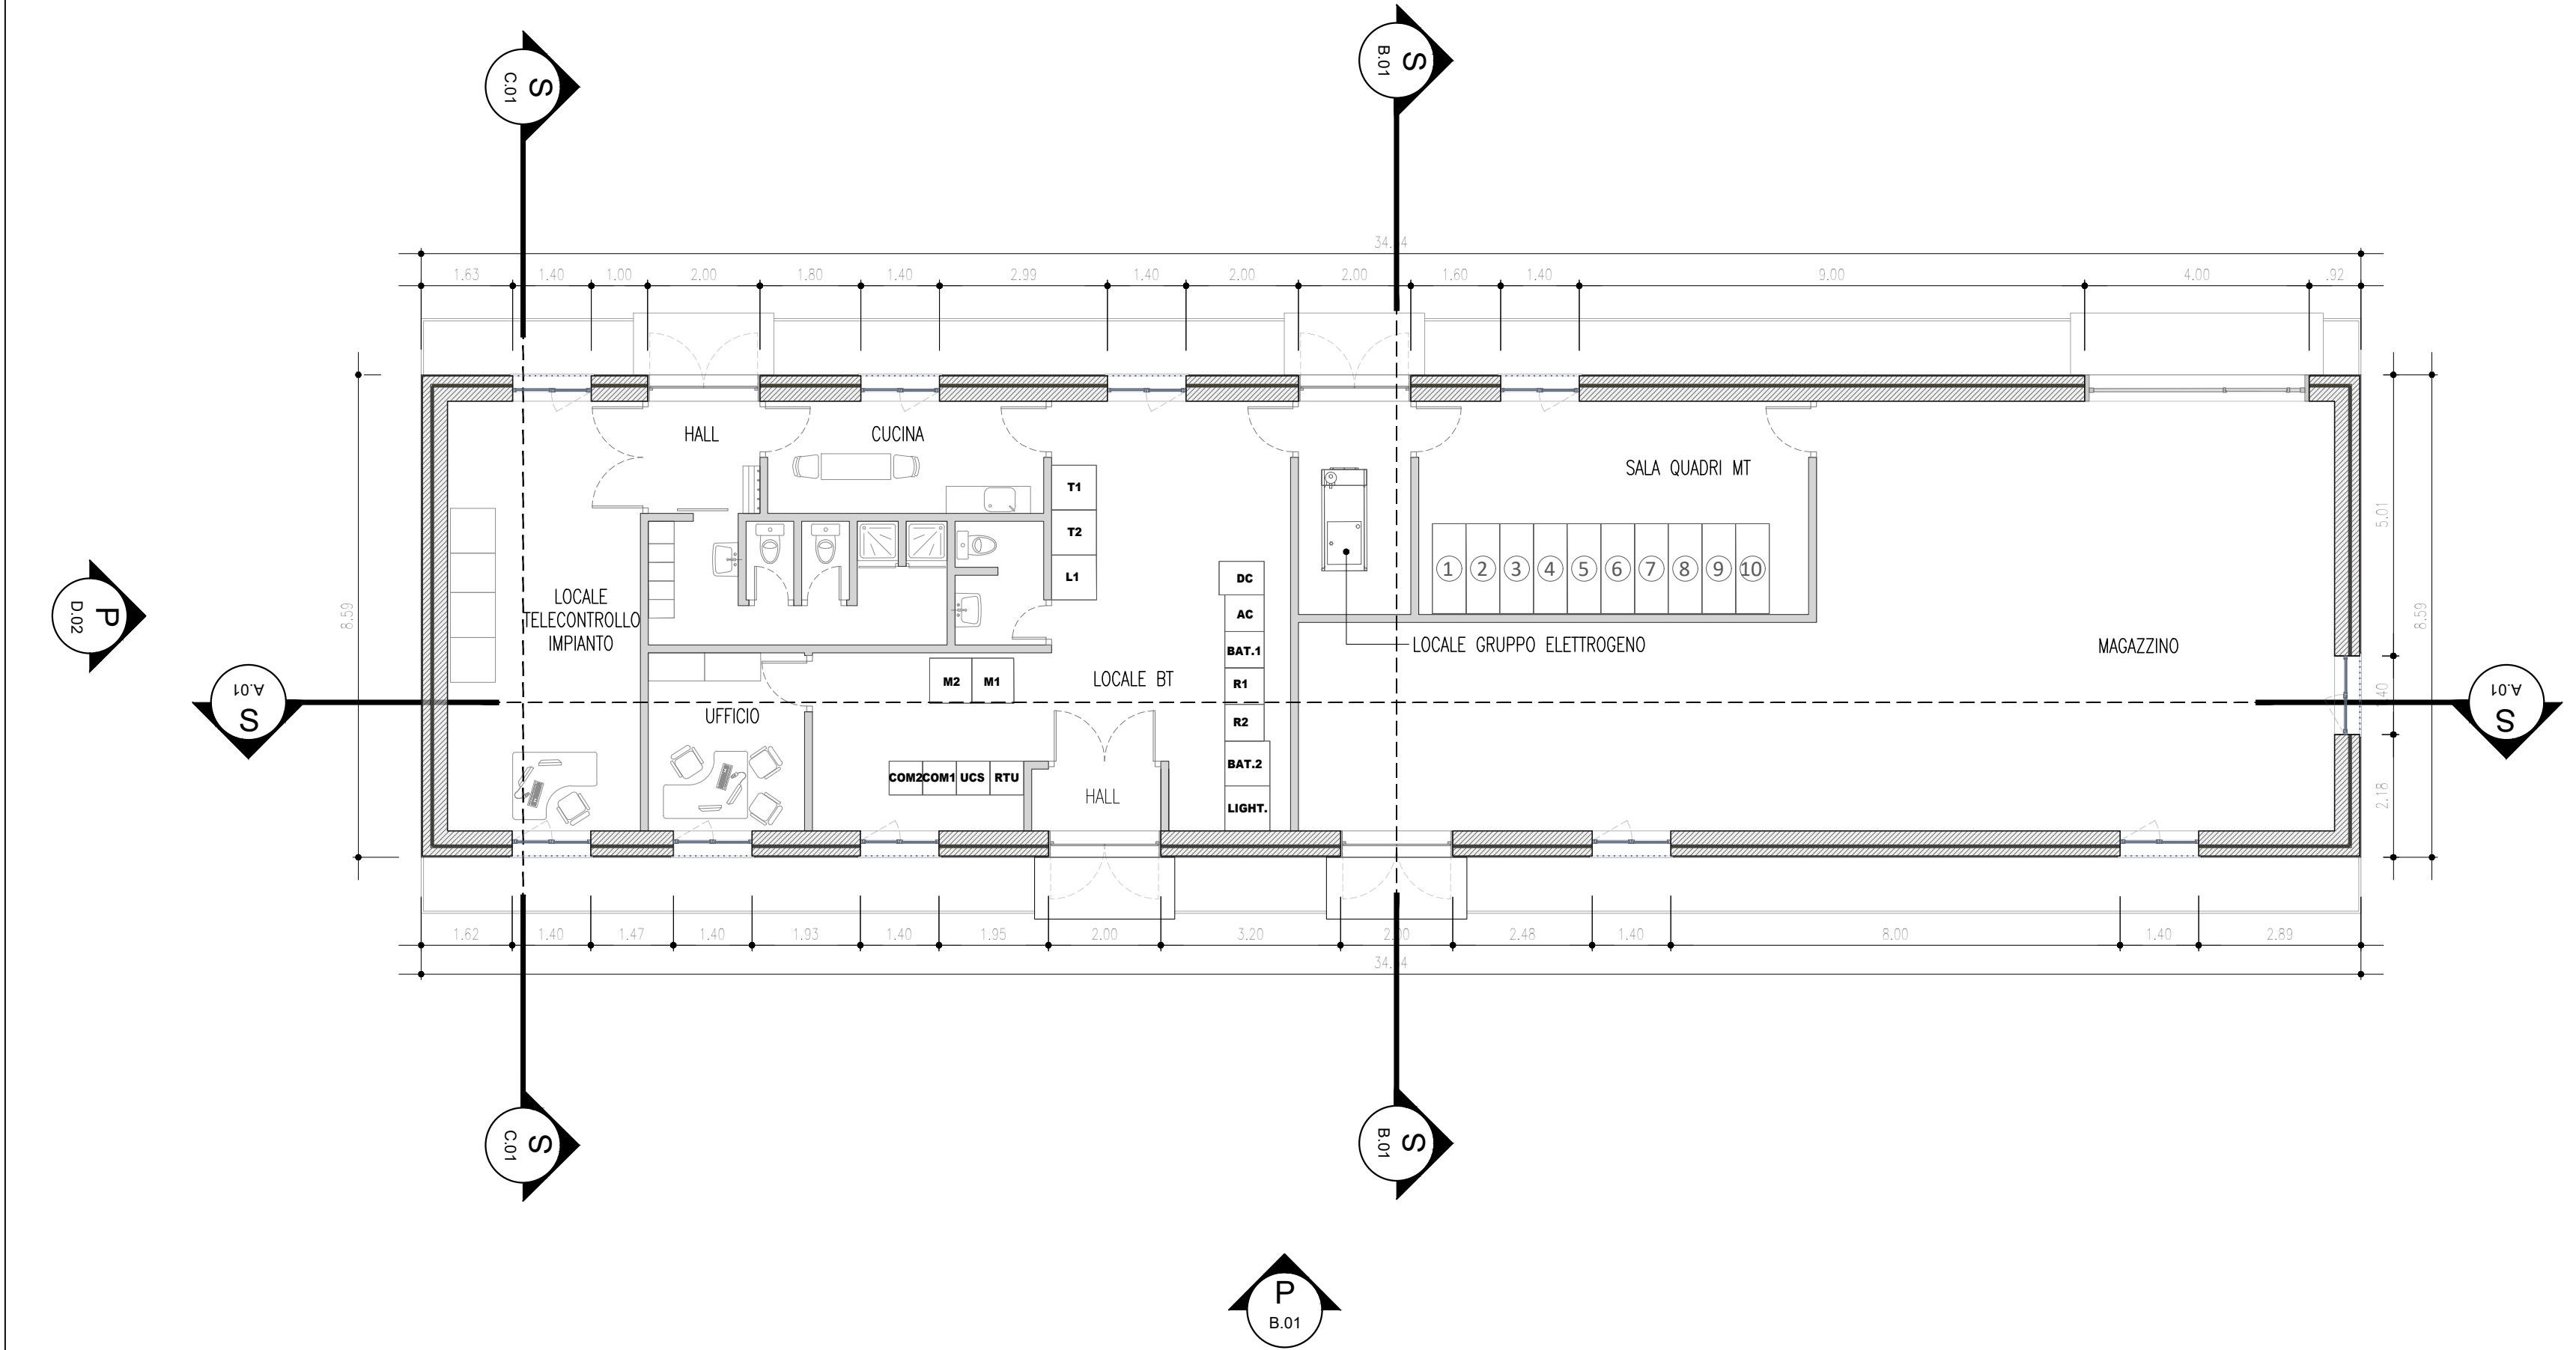 S
B.01
S
C.01
34.
1.63 1.40 1.00 2.00 1.80 1.40 2.99 1.40 2.00 2.00 1.60 1.40 9.00 4.00 .92
HALL
CUCINA
SALA QUADRI MT
T1
T2
L1
5.01
8.59
8.59
DC
AC
BAT.1
R1
R2
BAT.2
LIGHT.
1 2 3 4 5 6 7 8 9 10
LOCALE
TELECONTROLLO
IMPIANTO
P
D.02
LOCALE GRUPPO ELETTROGENO
MAGAZZINO
M2 M1
LOCALE BT
UFFICIO
A.01
S
A.01
S
40
COM2 COM1 UCS RTU
HALL
2.18
1.62 1.40 1.47 1.40 1.93 1.40 1.95 2.00 3.20 2.00 2.48 1.40 8.00 1.40 2.89
34.
S
C.01
S
B.01
P
B.01